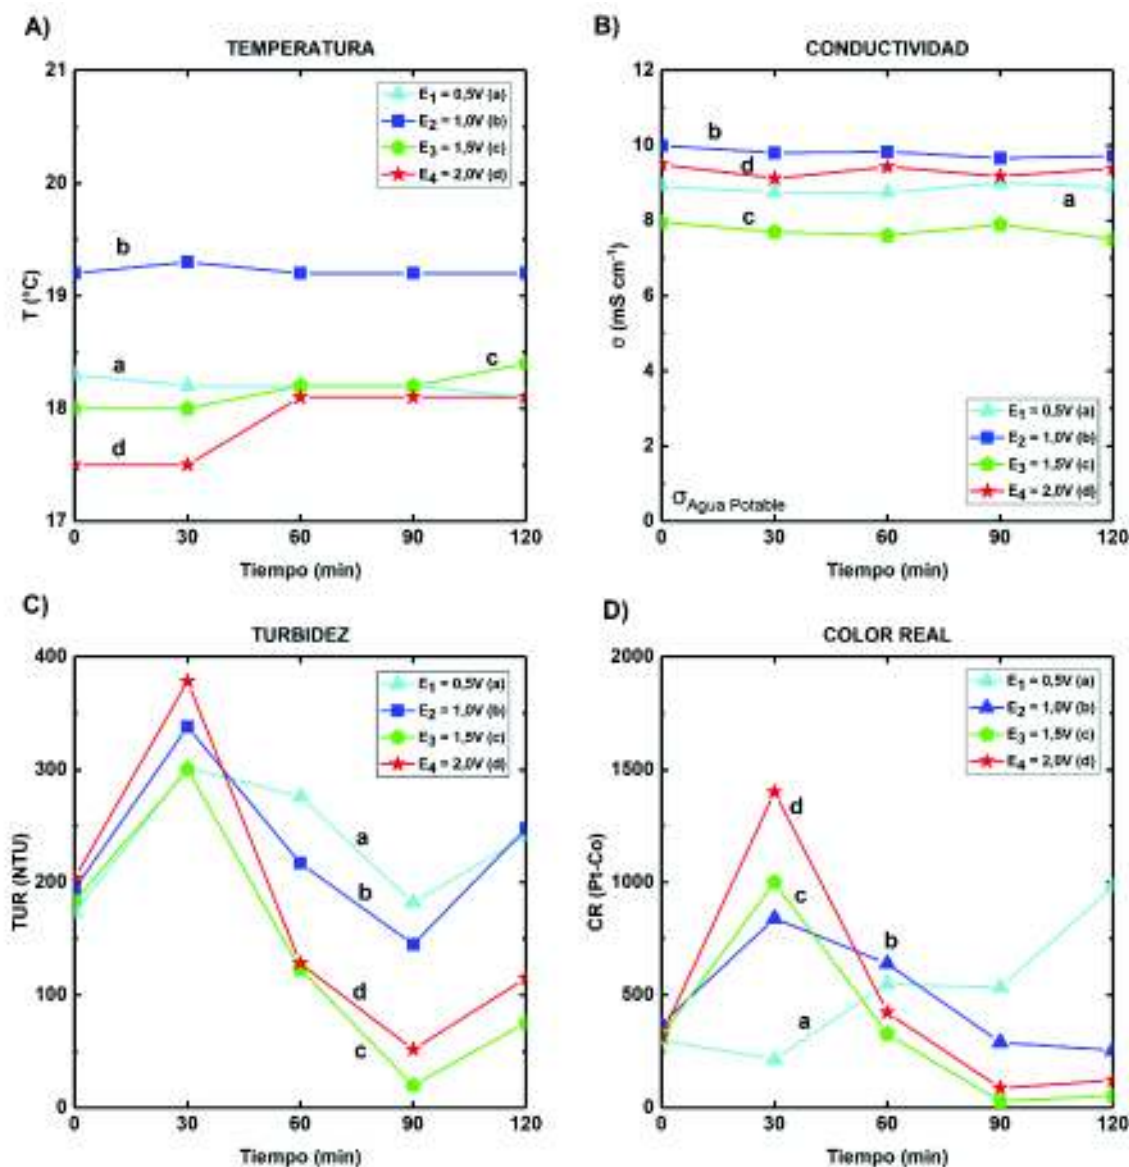 A)
TEMPERATURA
21
20
19
18
17
T (°C)
E1 = 0,5V (a)
E2 = 1,0V (b)
E3 = 1,5V (c)
E4 = 2,0V (d)
b
a
c
d
0 30 60 90 120
Tiempo (min)
B)
CONDUCTIVIDAD
12
10
8
6
4
2
0
σ (mS cm⁻¹)
b
d
a
c
E1 = 0,5V (a)
E2 = 1,0V (b)
E3 = 1,5V (c)
E4 = 2,0V (d)
σAgua Potable
0 30 60 90 120
Tiempo (min)
C)
TURBIDEZ
400
300
200
100
0
TUR (NTU)
E1 = 0,5V (a)
E2 = 1,0V (b)
E3 = 1,5V (c)
E4 = 2,0V (d)
a
b
d
c
0 30 60 90 120
Tiempo (min)
D)
COLOR REAL
2000
1500
1000
500
0
CR (Pt-Co)
E1 = 0,5V (a)
E2 = 1,0V (b)
E3 = 1,5V (c)
E4 = 2,0V (d)
d
c
b
a
0 30 60 90 120
Tiempo (min)